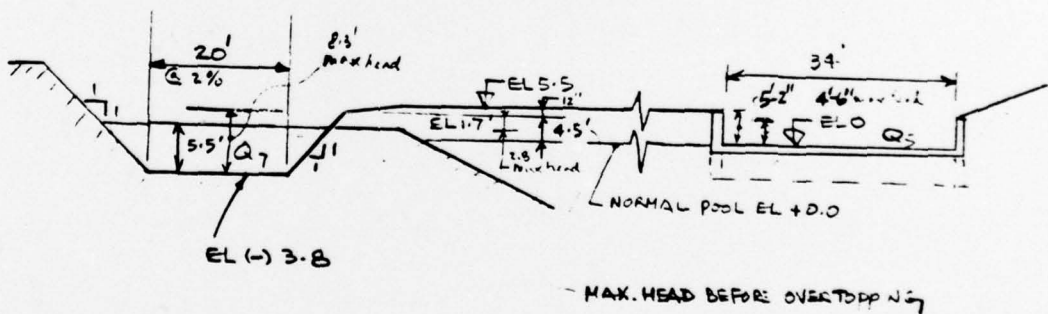 20'
@ 2%
8.3'
max head
EL 5.5
12"
EL 1.7'
4.5'
2.8
max head
5.5'
Q7
1
1
1
1
EL (-) 3.8
NORMAL POOL EL +0.0
34'
5'-2" 4'6"
EL 0
MAX. HEAD BEFORE OVERTOPPING